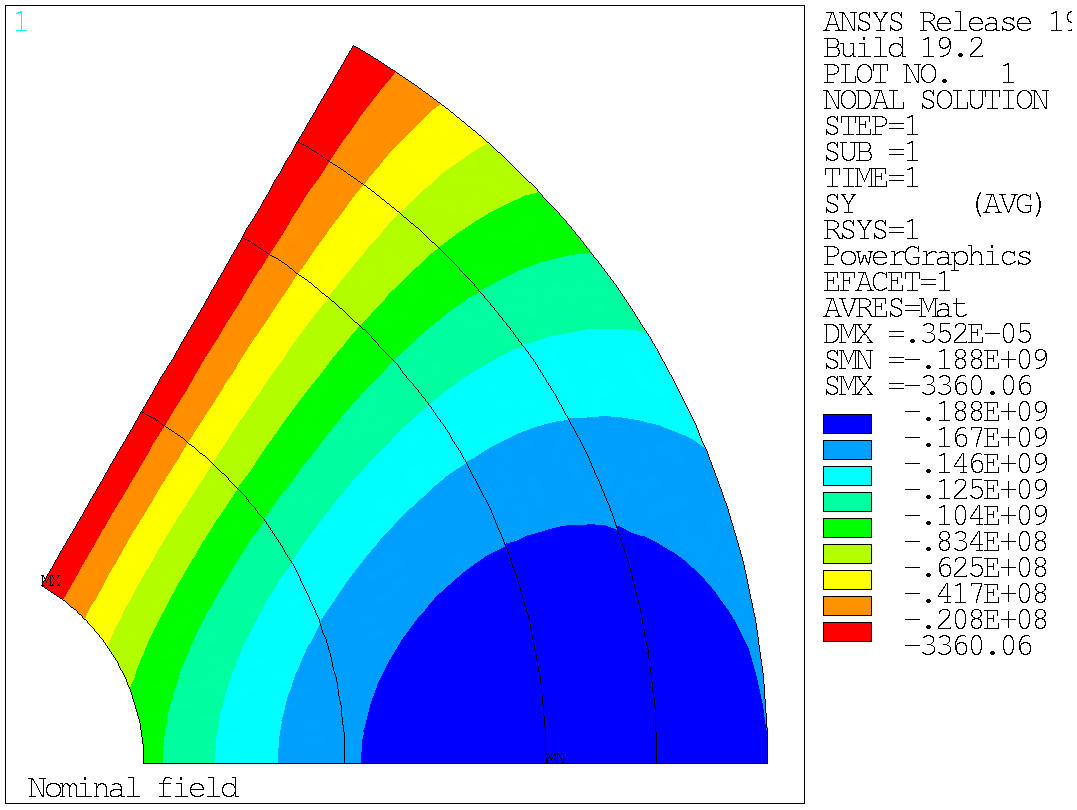 1
ANSYS Release 19
Build 19.2
PLOT NO. 1
NODAL SOLUTION
STEP=1
SUB =1
TIME=1
SY (AVG)
RSYS=1
PowerGraphics
EFACET=1
AVRES=Mat
DMX =.352E-05
SMN =-.188E+09
SMX =-3360.06
-.188E+09
-.167E+09
-.146E+09
-.125E+09
-.104E+09
-.834E+08
-.625E+08
-.417E+08
-.208E+08
-3360.06
MX
MN
Nominal field